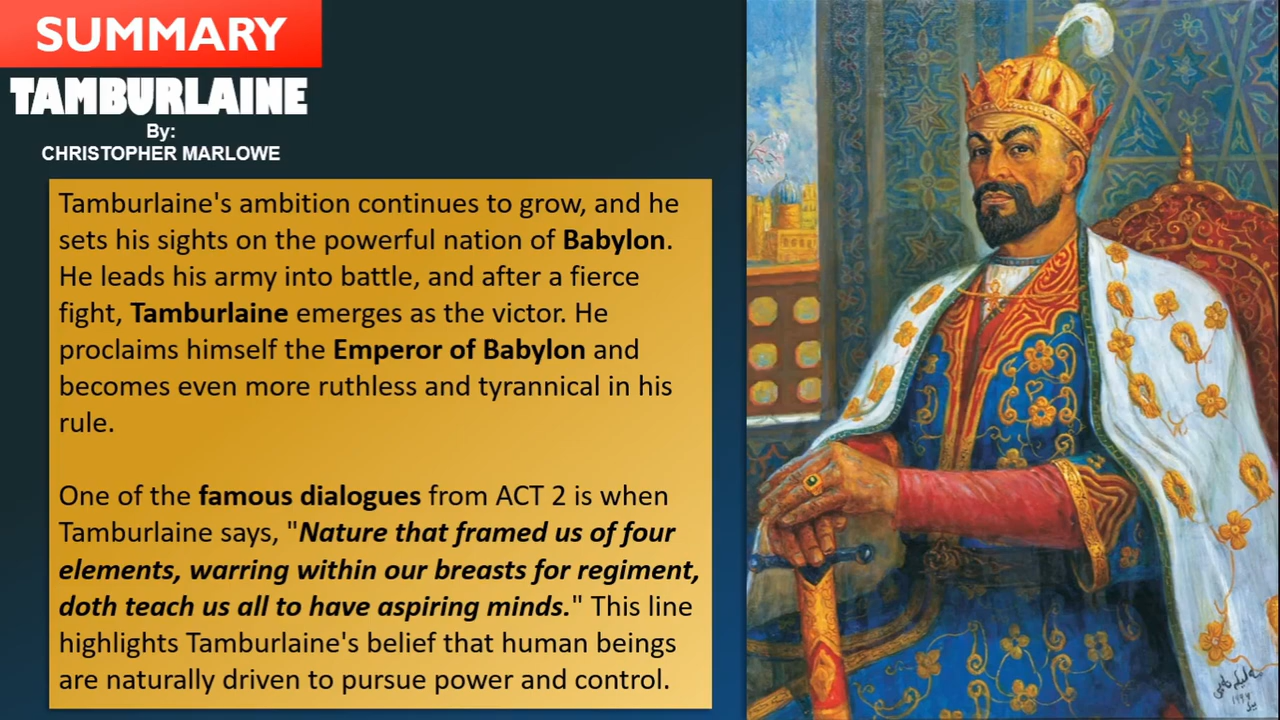 SUMMARY
TAMBURLAINE
By:
CHRISTOPHER MARLOWE
Tamburlaine's ambition continues to grow, and he
sets his sights on the powerful nation of Babylon.
He leads his army into battle, and after a fierce
fight, Tamburlaine emerges as the victor. He
proclaims himself the Emperor of Babylon and
becomes even more ruthless and tyrannical in his
rule.
One of the famous dialogues from ACT 2 is when
Tamburlaine says, "Nature that framed us of four
elements, warring within our breasts for regiment,
doth teach us all to have aspiring minds." This line
highlights Tamburlaine's belief that human beings
are naturally driven to pursue power and control.